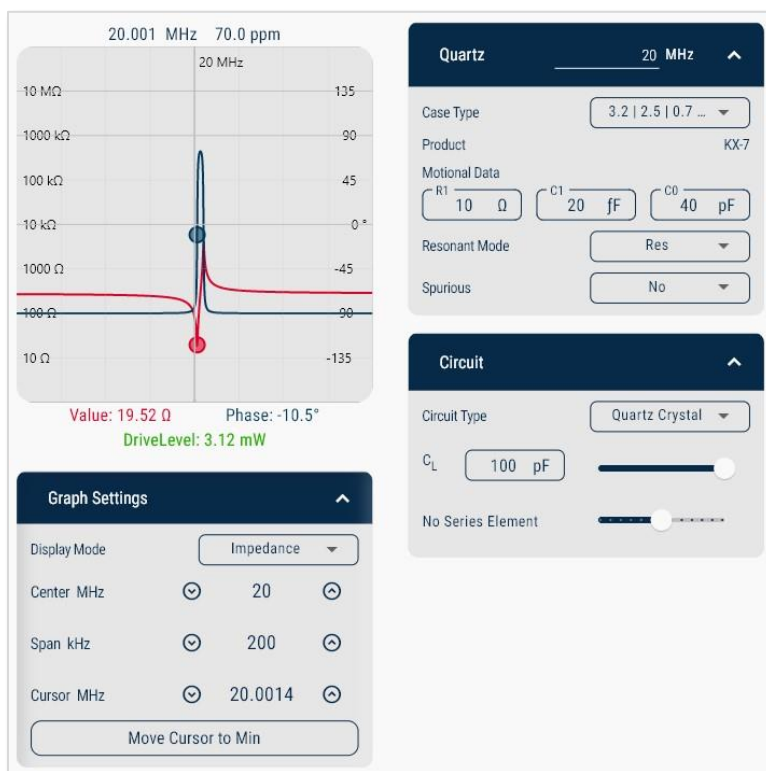 20.001 MHz 70.0 ppm
20 MHz
10 MΩ 135
1000 kΩ 90
100 kΩ 45
10 kΩ 0 °
1000 Ω -45
100 Ω -90
10 Ω -135
Value: 19.52 Ω Phase: -10.5°
DriveLevel: 3.12 mW
Graph Settings
Display Mode Impedance
Center MHz 20
Span kHz 200
Cursor MHz 20.0014
Move Cursor to Min
Quartz 20 MHz
Case Type 3.2 | 2.5 | 0.7 ...
Product KX-7
Motional Data
R1 C1 C0
10 Ω 20 fF 40 pF
Resonant Mode Res
Spurious No
Circuit
Circuit Type Quartz Crystal
CL 100 pF
No Series Element